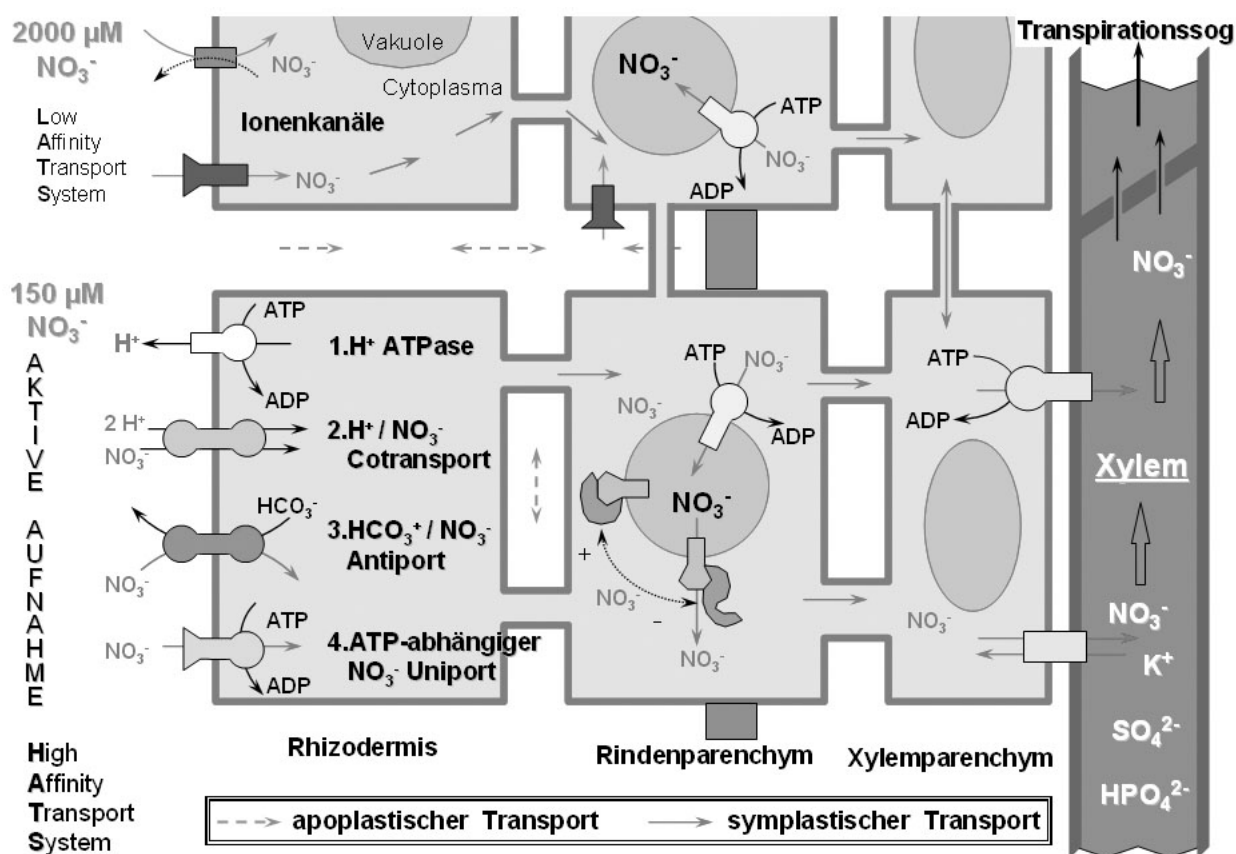 2000 µM
NO₃⁻
Low
Affinity
Transport
System
NO₃⁻
Vakuole
Cytoplasma
Ionenkanäle
NO₃⁻
NO₃⁻
ATP
NO₃⁻
ADP
Transpirationssog
NO₃⁻
150 µM
NO₃⁻
AKTIVE AUFNAHME
High
Affinity
Transport
System
H⁺
ATP
ADP
1.H⁺ ATPase
2 H⁺
NO₃⁻
2.H⁺ / NO₃⁻
Cotransport
HCO₃⁻
NO₃⁻
3.HCO₃⁺ / NO₃⁻
Antiport
NO₃⁻
ATP
ADP
4.ATP-abhängiger
NO₃⁻ Uniport
ATP
NO₃⁻
NO₃⁻
ADP
NO₃⁻
+
NO₃⁻
–
NO₃⁻
ATP
ADP
NO₃⁻
Xylem
NO₃⁻
K⁺
SO₄²⁻
HPO₄²⁻
Rhizodermis
Rindenparenchym
Xylemparenchym
apoplastischer Transport
symplastischer Transport